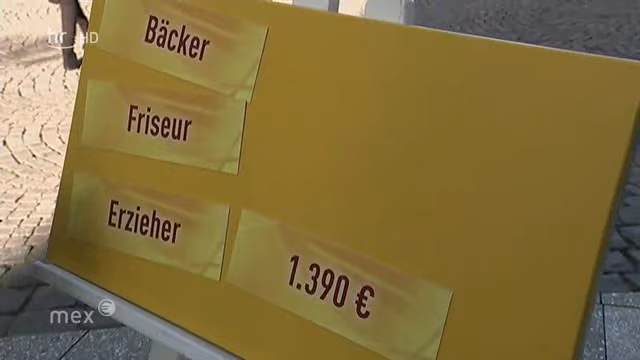 hr HD
Bäcker
Friseur
Erzieher
1.390 €
mex €